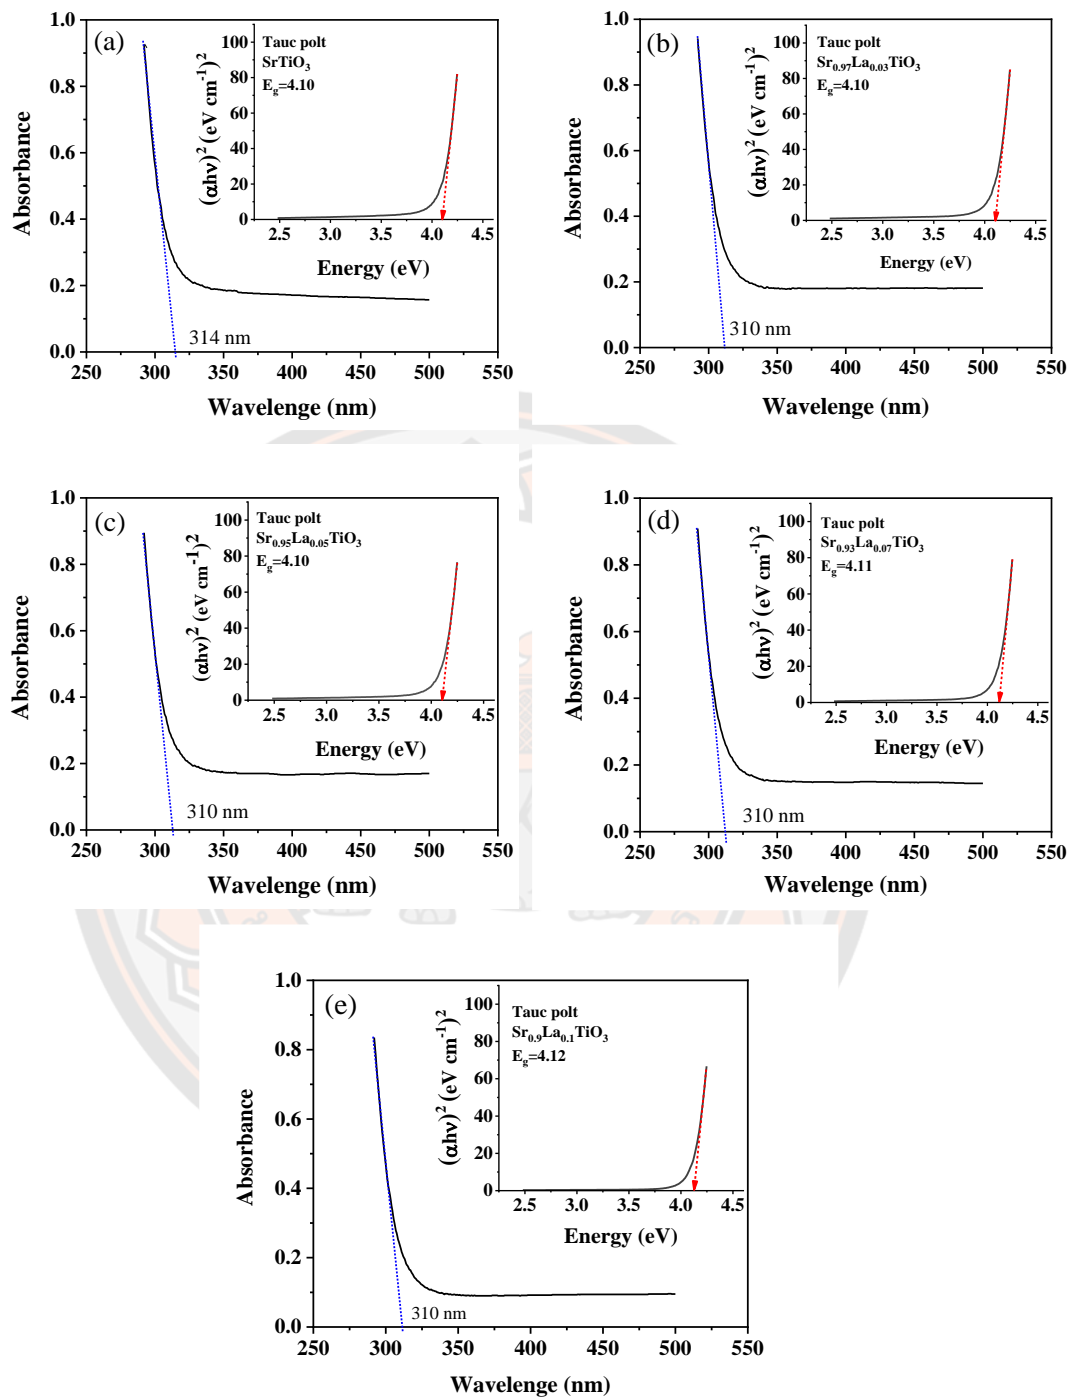 (a)
Tauc polt
SrTiO3
Eg=4.10
(αhν)2 (eV cm-1)2
100
80
60
40
20
0
2.5 3.0 3.5 4.0 4.5
Energy (eV)
Absorbance
1.0
0.8
0.6
0.4
0.2
0.0
314 nm
250 300 350 400 450 500 550
Wavelenge (nm)
(b)
Tauc polt
Sr0.97La0.03TiO3
Eg=4.10
(αhν)2 (eV cm-1)2
100
80
60
40
20
0
2.5 3.0 3.5 4.0 4.5
Energy (eV)
Absorbance
1.0
0.8
0.6
0.4
0.2
0.0
310 nm
250 300 350 400 450 500 550
Wavelenge (nm)
(c)
Tauc polt
Sr0.95La0.05TiO3
Eg=4.10
(αhν)2 (eV cm-1)2
100
80
60
40
20
0
2.5 3.0 3.5 4.0 4.5
Energy (eV)
Absorbance
1.0
0.8
0.6
0.4
0.2
0.0
310 nm
250 300 350 400 450 500 550
Wavelenge (nm)
(d)
Tauc polt
Sr0.93La0.07TiO3
Eg=4.11
(αhν)2 (eV cm-1)2
100
80
60
40
20
0
2.5 3.0 3.5 4.0 4.5
Energy (eV)
Absorbance
1.0
0.8
0.6
0.4
0.2
0.0
310 nm
250 300 350 400 450 500 550
Wavelenge (nm)
(e)
Tauc polt
Sr0.9La0.1TiO3
Eg=4.12
(αhν)2 (eV cm-1)2
100
80
60
40
20
0
2.5 3.0 3.5 4.0 4.5
Energy (eV)
Absorbance
1.0
0.8
0.6
0.4
0.2
0.0
310 nm
250 300 350 400 450 500 550
Wavelenge (nm)